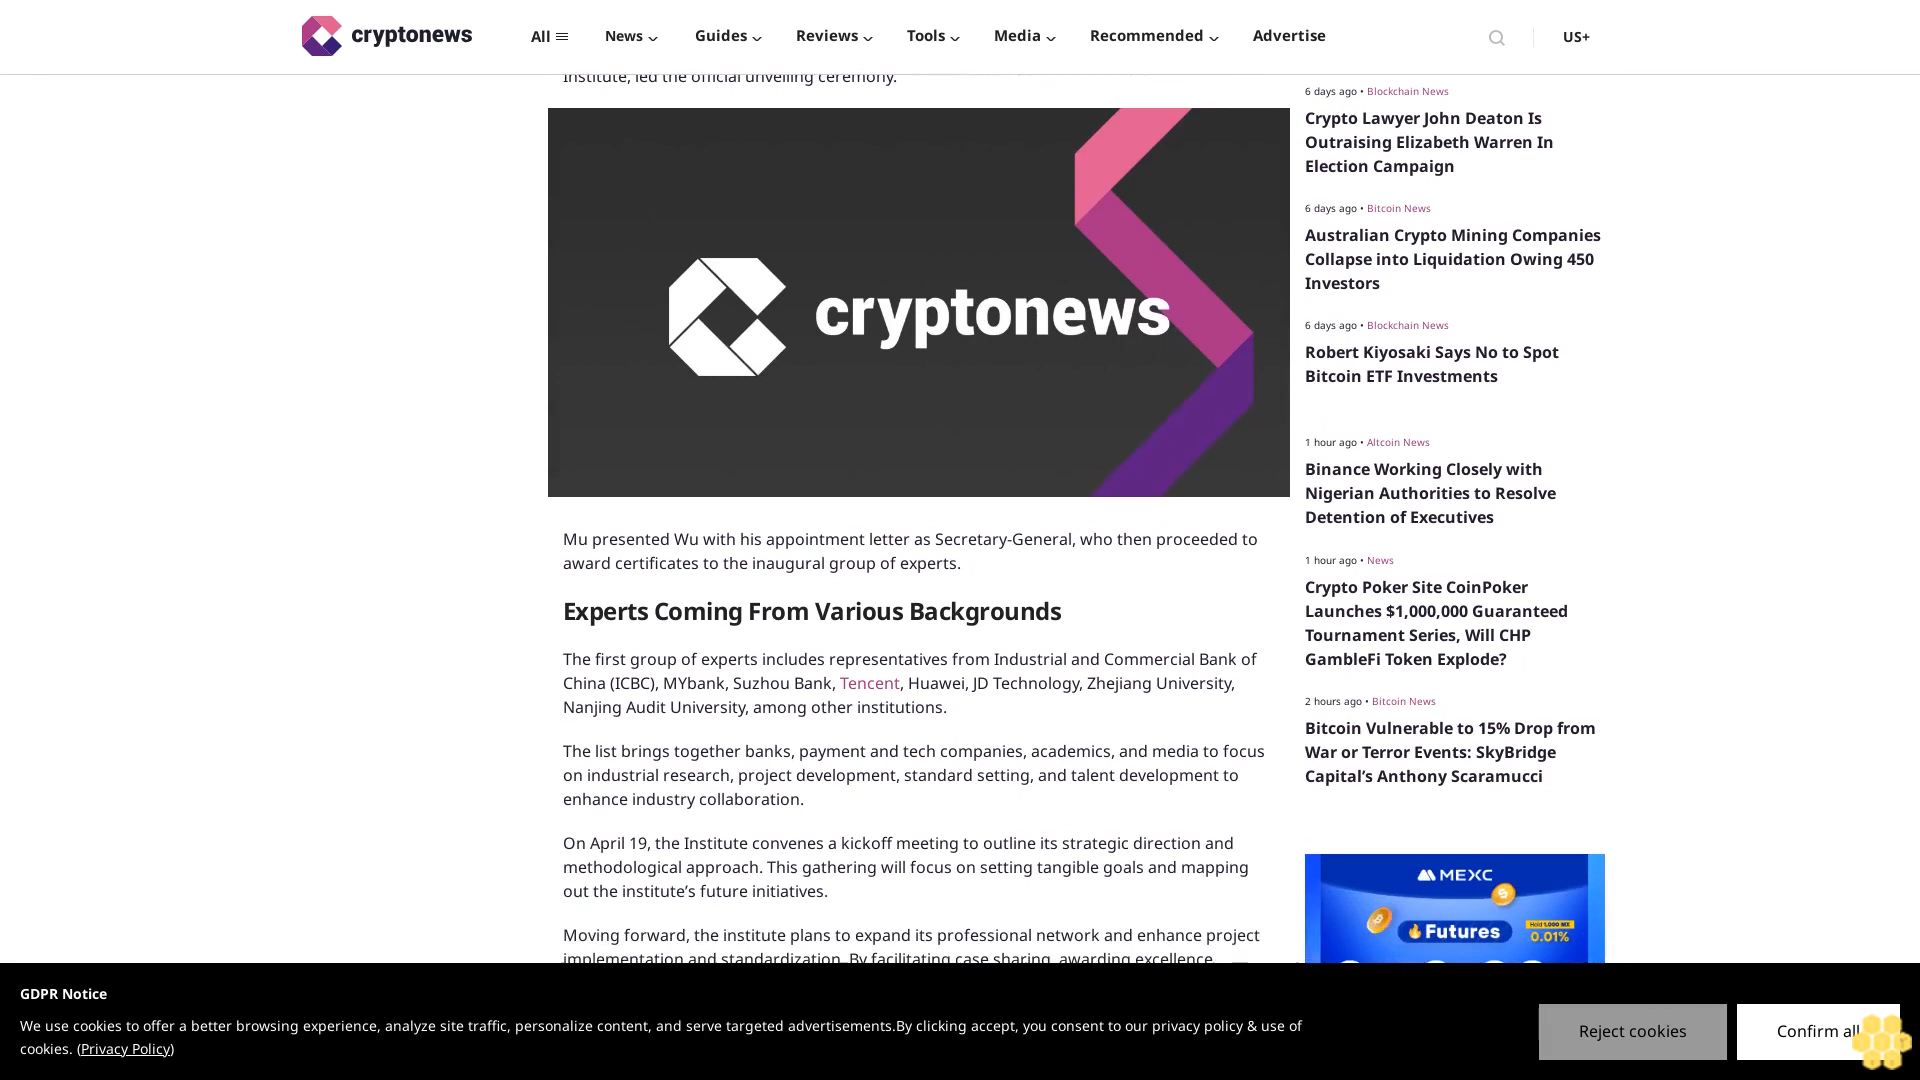 cryptonews
All
News
Guides
Reviews
Tools
Media
Recommended
Advertise
US+
Institute, led the official unveiling ceremony.
cryptonews
Mu presented Wu with his appointment letter as Secretary-General, who then proceeded to
award certificates to the inaugural group of experts.
Experts Coming From Various Backgrounds
The first group of experts includes representatives from Industrial and Commercial Bank of
China (ICBC), MYbank, Suzhou Bank, Tencent, Huawei, JD Technology, Zhejiang University,
Nanjing Audit University, among other institutions.
The list brings together banks, payment and tech companies, academics, and media to focus
on industrial research, project development, standard setting, and talent development to
enhance industry collaboration.
On April 19, the Institute convenes a kickoff meeting to outline its strategic direction and
methodological approach. This gathering will focus on setting tangible goals and mapping
out the institute’s future initiatives.
Moving forward, the institute plans to expand its professional network and enhance project
implementation and standardization. By facilitating case sharing, awarding excellence,
6 days ago • Blockchain News
Crypto Lawyer John Deaton Is
Outraising Elizabeth Warren In
Election Campaign
6 days ago • Bitcoin News
Australian Crypto Mining Companies
Collapse into Liquidation Owing 450
Investors
6 days ago • Blockchain News
Robert Kiyosaki Says No to Spot
Bitcoin ETF Investments
1 hour ago • Altcoin News
Binance Working Closely with
Nigerian Authorities to Resolve
Detention of Executives
1 hour ago • News
Crypto Poker Site CoinPoker
Launches $1,000,000 Guaranteed
Tournament Series, Will CHP
GambleFi Token Explode?
2 hours ago • Bitcoin News
Bitcoin Vulnerable to 15% Drop from
War or Terror Events: SkyBridge
Capital’s Anthony Scaramucci
MEXC
Futures
Hold 1,000 MX
0.01%
GDPR Notice
We use cookies to offer a better browsing experience, analyze site traffic, personalize content, and serve targeted advertisements.By clicking accept, you consent to our privacy policy & use of
cookies. (Privacy Policy)
Reject cookies
Confirm all